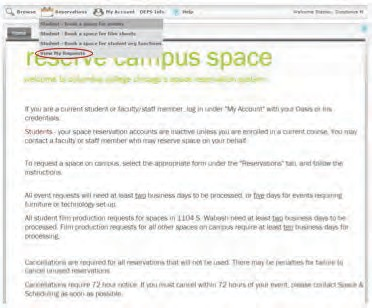 Browse Reservations My Account DEPS Info Help Welcome Staniec, Constance M
Home
Student - Book a space for events
Student - Book a space for film shoots
Student - Book a space for student org functions
View My Requests
reserve campus space
welcome to columbia college chicago's space reservation system
If you are a current student or faculty/staff member, log in under "My Account" with your Oasis or iris
credentials.
Students - your space reservation accounts are inactive unless you are enrolled in a current course. You may
contact a faculty or staff member who may reserve space on your behalf.
To request a space on campus, select the appropriate form under the "Reservations" tab, and follow the
instructions.
All event requests will need at least two business days to be processed, or five days for events requiring
furniture or technology set-up.
All student film production requests for spaces in 1104 S. Wabash need at least two business days to be
processed. Film production requests for all other spaces on campus require at least ten business days for
processing.
Cancellations are required for all reservations that will not be used. There may be penalties for failure to
cancel unused reservations.
Cancellations require 72 hour notice. If you must cancel within 72 hours of your event, please contact Space &
Scheduling as soon as possible.